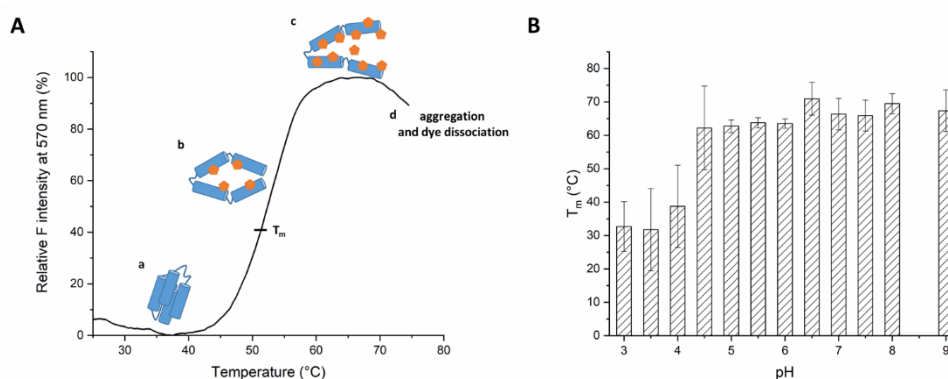 A
Relative F intensity at 570 nm (%)
100
80
60
40
20
0
a
b
c
d
aggregation
and dye dissociation
Tm
30
40
50
60
70
80
Temperature (°C)
B
Tm (°C)
100
90
80
70
60
50
40
30
20
10
0
3
4
5
6
7
8
9
pH